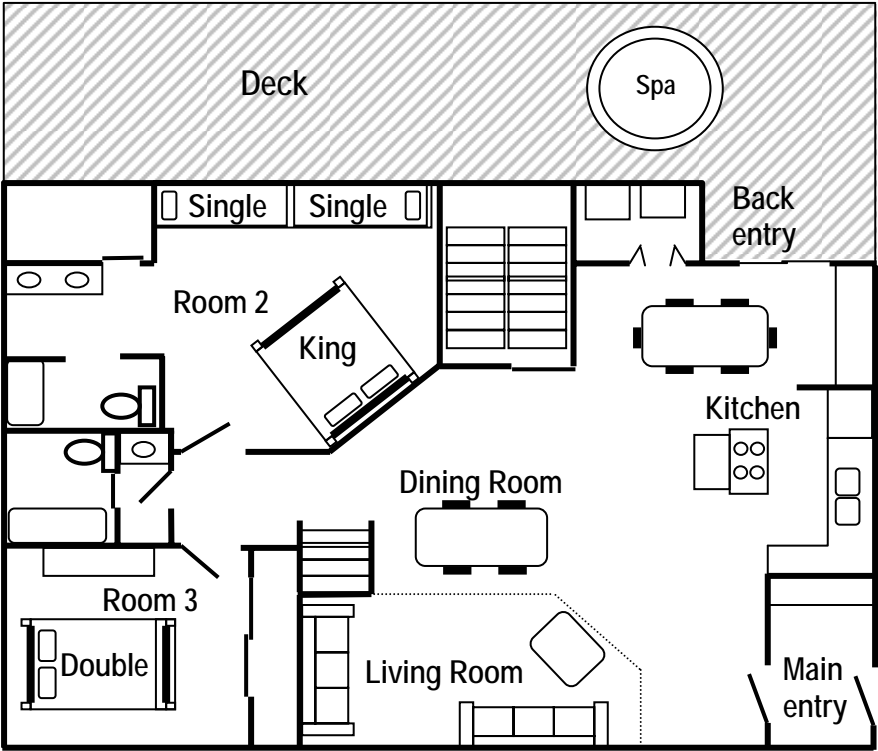 Deck
Spa
Single
Single
Back
entry
Room 2
King
Kitchen
Dining Room
Room 3
Double
Living Room
Main
entry